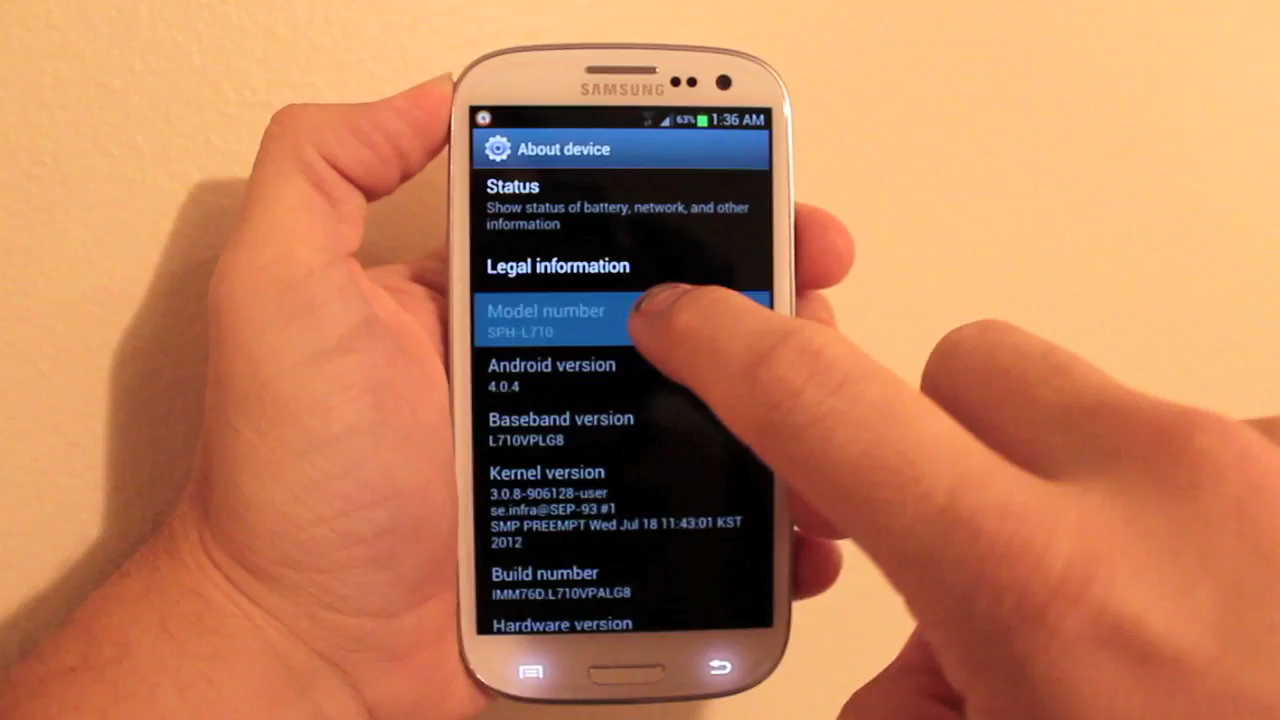 SAMSUNG
63% 1:36 AM
About device
Status
Show status of battery, network, and other
information
Legal information
Model number
SPH-L710
Android version
4.0.4
Baseband version
L710VPLG8
Kernel version
3.0.8-906128-user
se.infra@SEP-93 #1
SMP PREEMPT Wed Jul 18 11:43:01 KST
2012
Build number
IMM76D.L710VPALG8
Hardware version